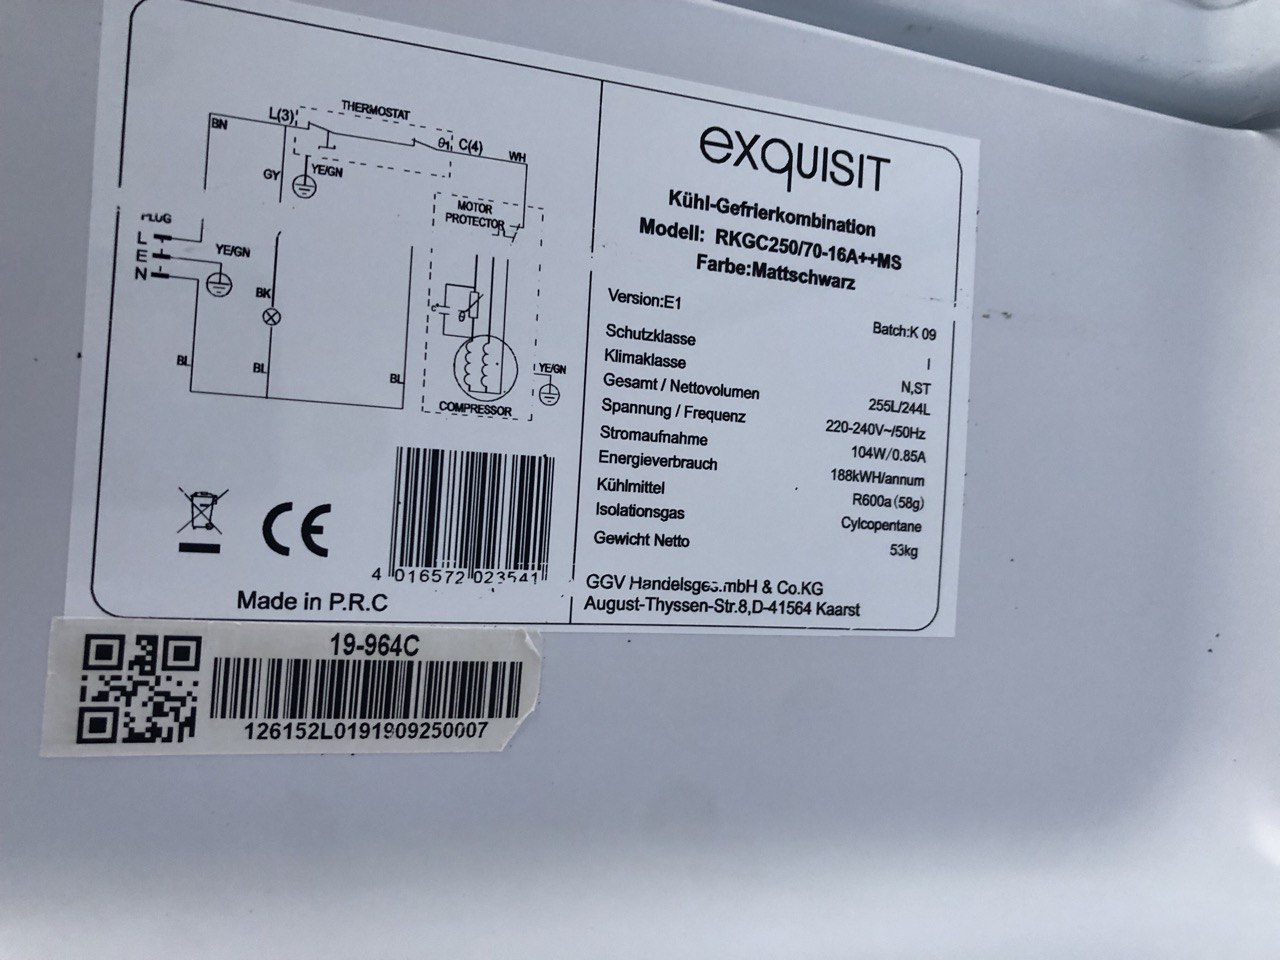 THERMOSTAT
L(3)
θ1
C(4)
BN
WH
GY
YE/GN
MOTOR
PROTECTOR
PLUG
L
E
N
YE/GN
BK
C*
θ
BL
BL
BL
YE/GN
COMPRESSOR
CE
4 016572 023541
Made in P.R.C
exquisit
Kühl-Gefrierkombination
Modell: RKGC250/70-16A++MS
Farbe:Mattschwarz
Version:E1 Batch:K 09
Schutzklasse I
Klimaklasse N,ST
Gesamt / Nettovolumen 255L/244L
Spannung / Frequenz 220-240V~/50Hz
Stromaufnahme 104W/0.85A
Energieverbrauch 188kWH/annum
Kühlmittel R600a (58g)
Isolationsgas Cylcopentane
Gewicht Netto 53kg
GGV Handelsges.mbH & Co.KG
August-Thyssen-Str.8,D-41564 Kaarst
19-964C
126152L0191909250007